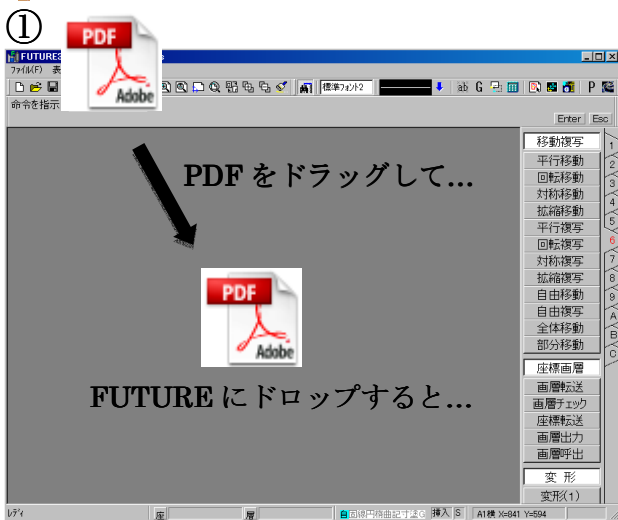 ①
PDF
Adobe
FUTURE
ﾌｧｲﾙ(F) 表
標準ﾌｫﾝﾄ2
ab G
P
命令を指示
Enter Esc
PDF をドラッグして...
PDF
Adobe
FUTURE にドロップすると...
移動複写
平行移動
回転移動
対称移動
拡縮移動
平行複写
回転複写
対称複写
拡縮複写
自由移動
自由複写
全体移動
部分移動
座標画層
画層転送
画層チェック
座標転送
画層出力
画層呼出
変 形
変形(1)
1
2
3
4
5
6
7
8
9
A
B
C
ﾚﾃﾞｨ
座
層
挿入 S
A1横 X=841 Y=594